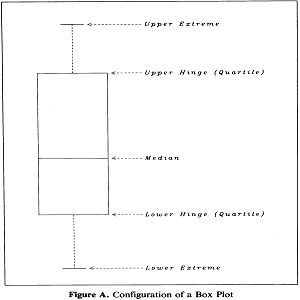 Upper Extreme
Upper Hinge (Quartile)
Median
Lower Hinge (Quartile)
Lower Extreme
Figure A. Configuration of a Box Plot